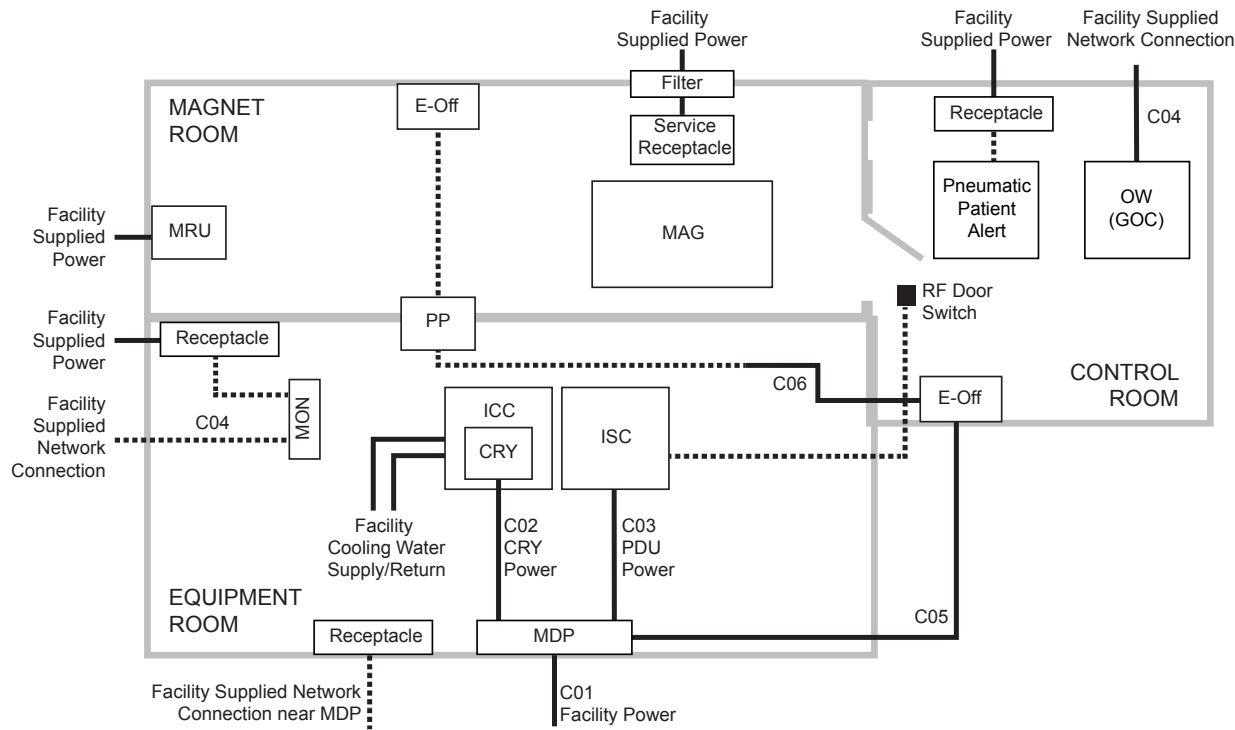 Facility
Supplied Power
Facility
Supplied Power
Facility Supplied
Network Connection
MAGNET
ROOM
E-Off
Filter
Service
Receptacle
Receptacle
C04
Pneumatic
Patient
Alert
OW
(GOC)
Facility
Supplied
Power
MRU
MAG
RF Door
Switch
PP
Facility
Supplied
Power
Receptacle
C06
CONTROL
ROOM
E-Off
Facility
Supplied
Network
Connection
C04
MON
ICC
CRY
ISC
Facility
Cooling Water
Supply/Return
C02
CRY
Power
C03
PDU
Power
EQUIPMENT
ROOM
C05
Receptacle
MDP
Facility Supplied Network
Connection near MDP
C01
Facility Power